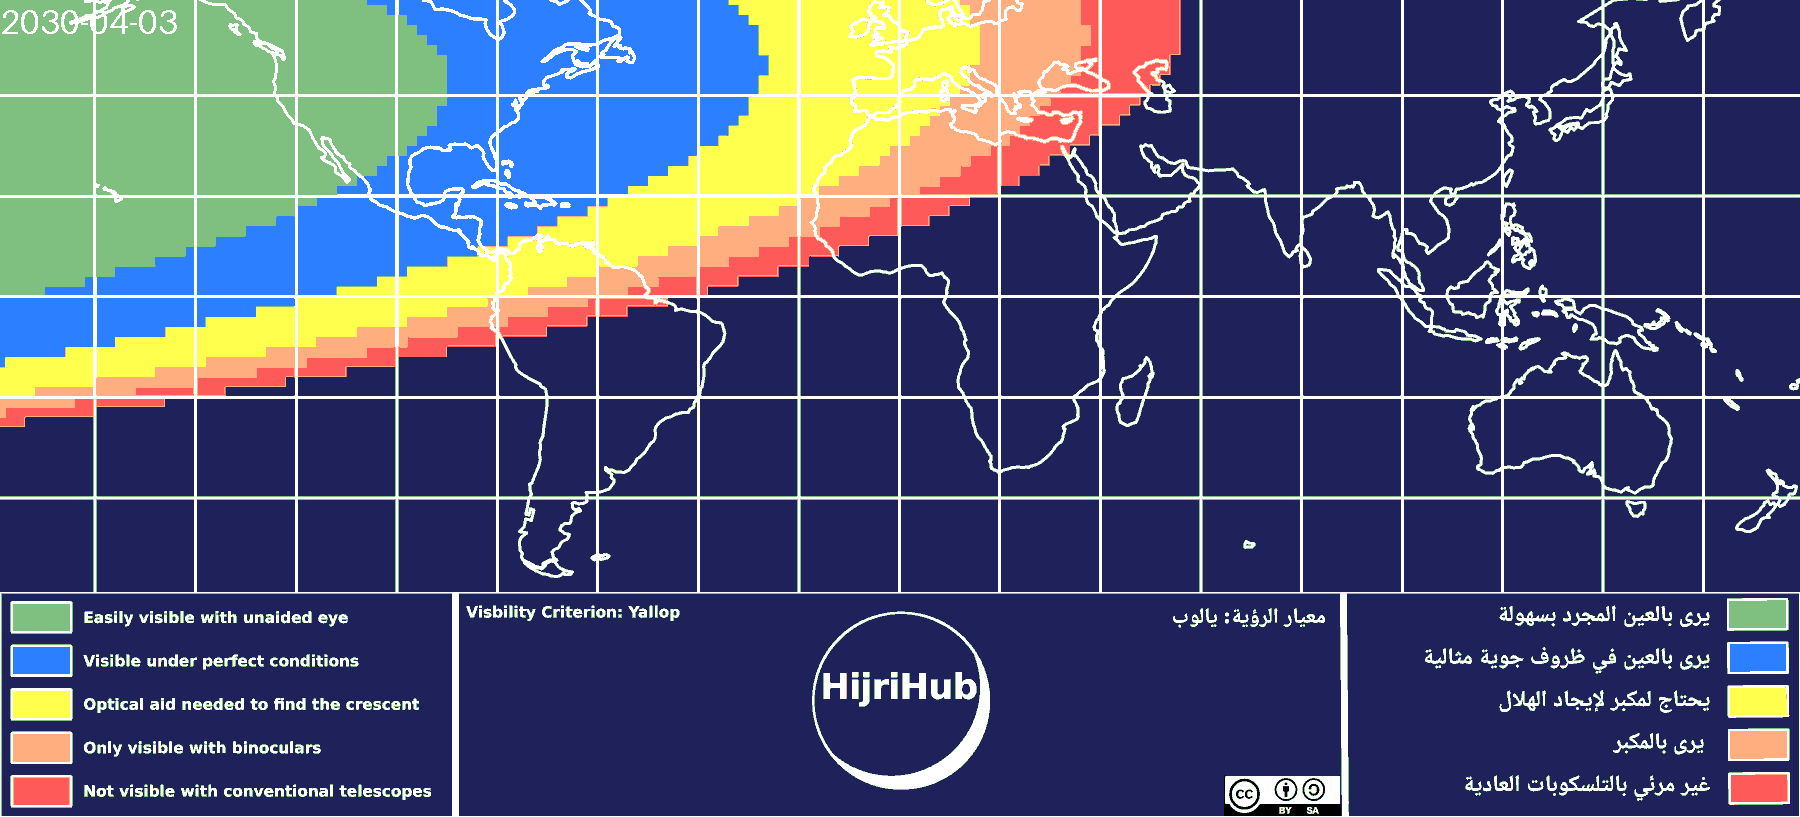 2030-04-03
Easily visible with unaided eye
Visible under perfect conditions
Optical aid needed to find the crescent
Only visible with binoculars
Not visible with conventional telescopes
Visbility Criterion: Yallop
معيار الرؤية: يالوب
HijriHub
cc
BY SA
يرى بالعين المجرد بسهولة
يرى بالعين في ظروف جوية مثالية
يحتاج لمكبر لإيجاد الهلال
يرى بالمكبر
غير مرئي بالتلسكوبات العادية